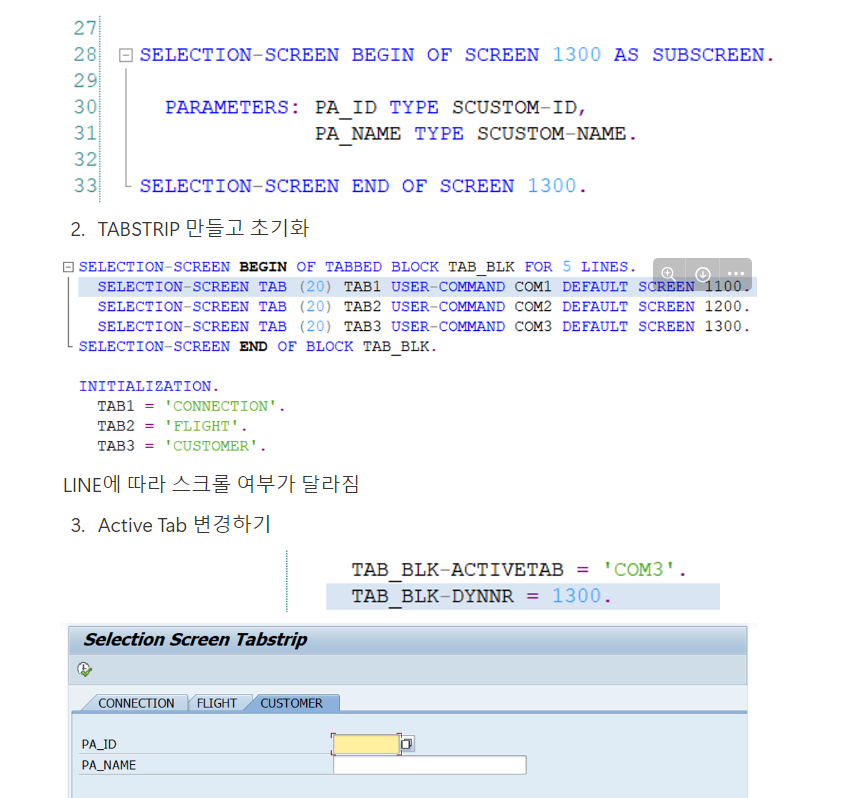 27
28 SELECTION-SCREEN BEGIN OF SCREEN 1300 AS SUBSCREEN.
29
30 PARAMETERS: PA_ID TYPE SCUSTOM-ID,
31 PA_NAME TYPE SCUSTOM-NAME.
32
33 SELECTION-SCREEN END OF SCREEN 1300.
2. TABSTRIP 만들고 초기화
SELECTION-SCREEN BEGIN OF TABBED BLOCK TAB_BLK FOR 5 LINES.
SELECTION-SCREEN TAB (20) TAB1 USER-COMMAND COM1 DEFAULT SCREEN 1100.
SELECTION-SCREEN TAB (20) TAB2 USER-COMMAND COM2 DEFAULT SCREEN 1200.
SELECTION-SCREEN TAB (20) TAB3 USER-COMMAND COM3 DEFAULT SCREEN 1300.
SELECTION-SCREEN END OF BLOCK TAB_BLK.
INITIALIZATION.
TAB1 = 'CONNECTION'.
TAB2 = 'FLIGHT'.
TAB3 = 'CUSTOMER'.
LINE에 따라 스크롤 여부가 달라짐
3. Active Tab 변경하기
TAB_BLK-ACTIVETAB = 'COM3'.
TAB_BLK-DYNNR = 1300.
Selection Screen Tabstrip
CONNECTION FLIGHT CUSTOMER
PA_ID
PA_NAME